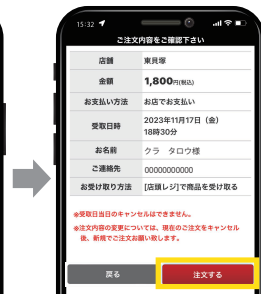 15:32
ご注文内容をご確認下さい
店舗 東貝塚
金額 1,800円(税込)
お支払い方法 お店でお支払い
受取日時 2023年11月17日（金）
18時30分
お名前 クラ　タロウ様
ご連絡先 00000000000
お受け取り方法 [店頭レジ]で商品を受け取る
※受取日当日のキャンセルはできません。
※注文内容の変更については、現在のご注文をキャンセル
後、新規でご注文お願い致します。
戻る 注文する